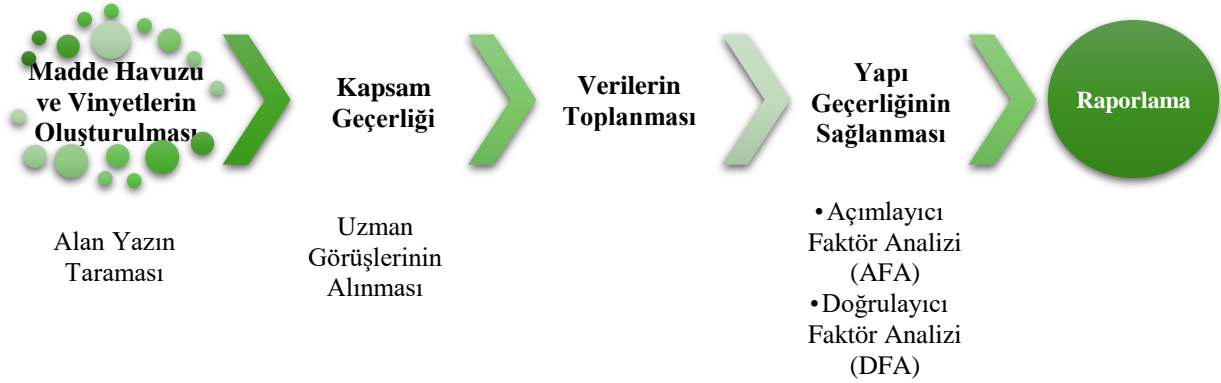 Madde Havuzu
ve Vinyetlerin
Oluşturulması
Alan Yazın
Taraması
Kapsam
Geçerliği
Uzman
Görüşlerinin
Alınması
Verilerin
Toplanması
Yapı
Geçerliğinin
Sağlanması
•Açımlayıcı
Faktör Analizi
(AFA)
•Doğrulayıcı
Faktör Analizi
(DFA)
Raporlama